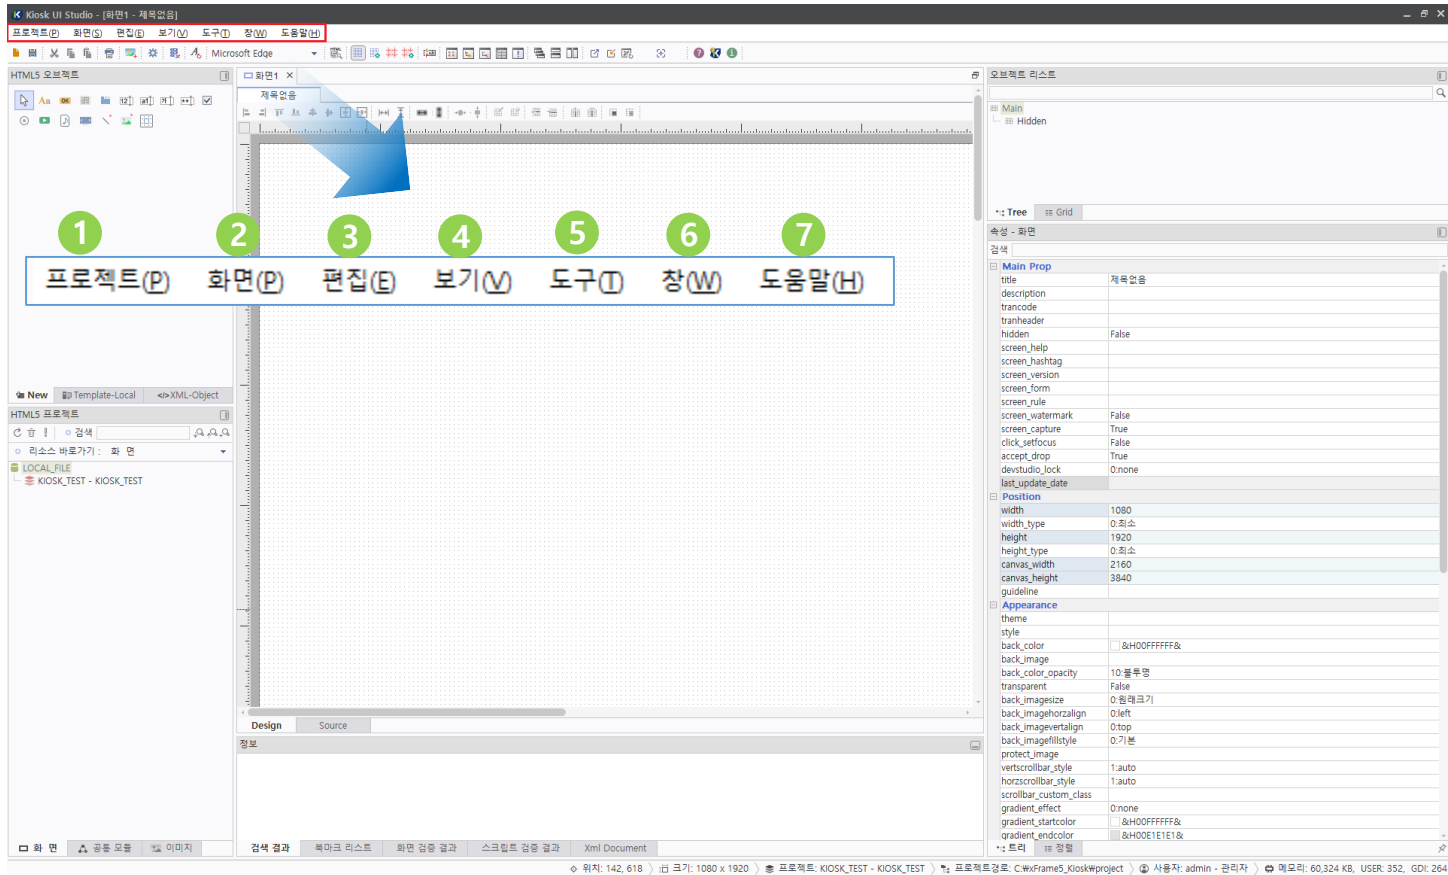 Kiosk UI Studio - [화면1 - 제목없음]
프로젝트(P) 화면(S) 편집(E) 보기(V) 도구(T) 창(W) 도움말(H)
Microsoft Edge
HTML5 오브젝트
New Template-Local XML-Object
HTML5 프로젝트
검색
리소스 바로가기 : 화 면
LOCAL_FILE
KIOSK_TEST - KIOSK_TEST
화 면 공통 모듈 이미지
화면1
제목없음
1 2 3 4 5 6 7
프로젝트(P) 화면(P) 편집(E) 보기(V) 도구(T) 창(W) 도움말(H)
Design Source
정보
검색 결과 북마크 리스트 화면 검증 결과 스크립트 검증 결과 Xml Document
오브젝트 리스트
Main
Hidden
Tree Grid
속성 - 화면
검색
Main Prop
title 제목없음
description
trancode
tranheader
hidden False
screen_help
screen_hashtag
screen_version
screen_form
screen_rule
screen_watermark False
screen_capture True
click_setfocus False
accept_drop True
devstudio_lock 0:none
last_update_date
Position
width 1080
width_type 0:최소
height 1920
height_type 0:최소
canvas_width 2160
canvas_height 3840
guideline
Appearance
theme
style
back_color &H00FFFFFF&
back_image
back_color_opacity 10:불투명
transparent False
back_imagesize 0:원래크기
back_imagehorzalign 0:left
back_imagevertalign 0:top
back_imagefillstyle 0:기본
protect_image
vertscrollbar_style 1:auto
horzscrollbar_style 1:auto
scrollbar_custom_class
gradient_effect 0:none
gradient_startcolor &H00FFFFFF&
gradient_endcolor &H00E1E1E1&
트리 정렬
위치: 142, 618 크기: 1080 x 1920 프로젝트: KIOSK_TEST - KIOSK_TEST 프로젝트경로: C:₩xFrame5_Kiosk₩project 사용자: admin - 관리자 메모리: 60,324 KB, USER: 352, GDI: 264